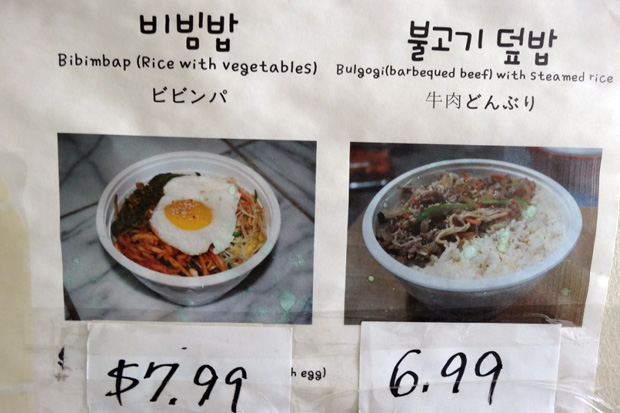 비빔밥
Bibimbap (Rice with vegetables)
ビビンパ
불고기 덮밥
Bulgogi(barbequed beef) with Steamed rice
牛肉どんぶり
$7.99
egg)
6.99